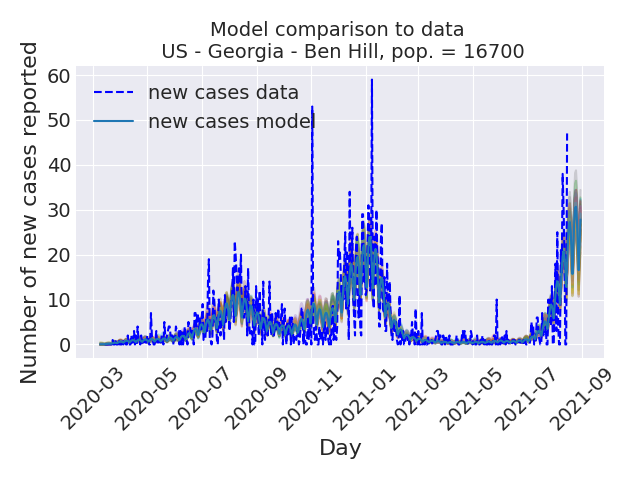 Model comparison to data
US - Georgia - Ben Hill, pop. = 16700
Number of new cases reported
60
50
40
30
20
10
0
new cases data
new cases model
2020-03
2020-05
2020-07
2020-09
2020-11
2021-01
2021-03
2021-05
2021-07
2021-09
Day